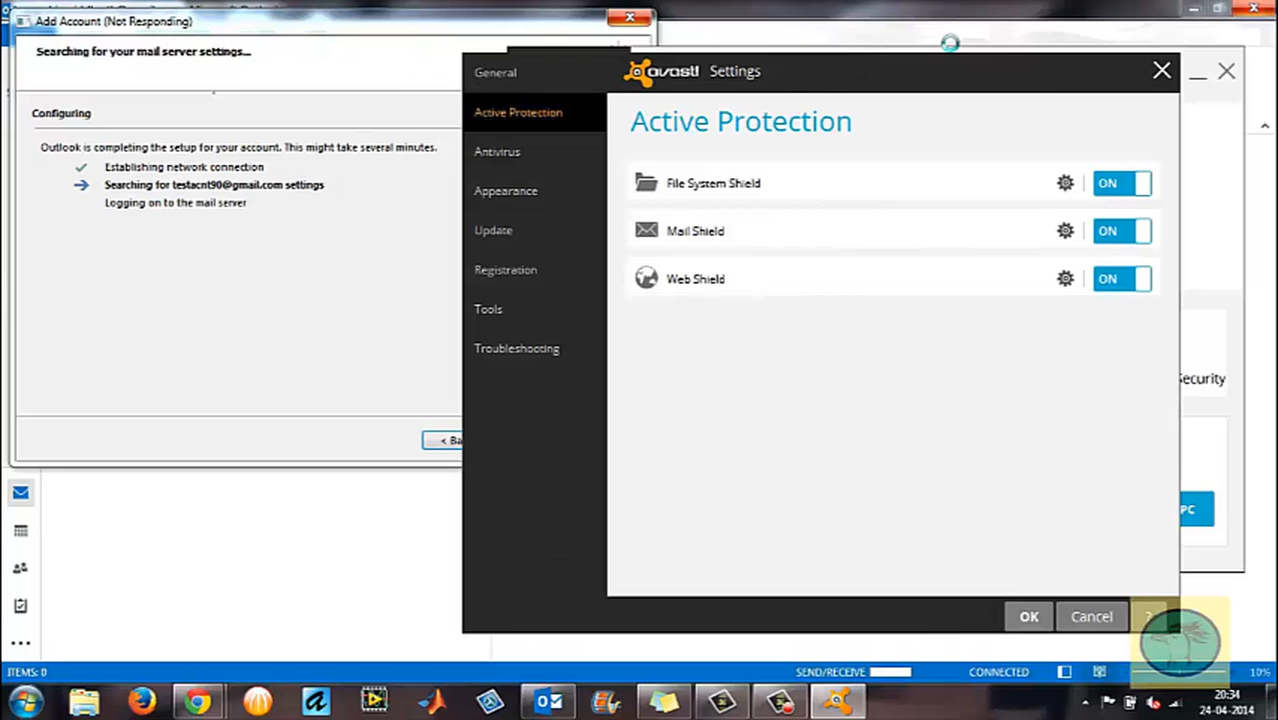 Add Account (Not Responding)
Searching for your mail server settings...
Configuring
Outlook is completing the setup for your account. This might take several minutes.
Establishing network connection
Searching for testacnt90@gmail.com settings
Logging on to the mail server
< Ba
General
Active Protection
Antivirus
Appearance
Update
Registration
Tools
Troubleshooting
avast! Settings
Active Protection
File System Shield ON
Mail Shield ON
Web Shield ON
OK Cancel ?
Security
PC
ITEMS: 0 SEND/RECEIVE CONNECTED 10%
20:34
24-04-2014